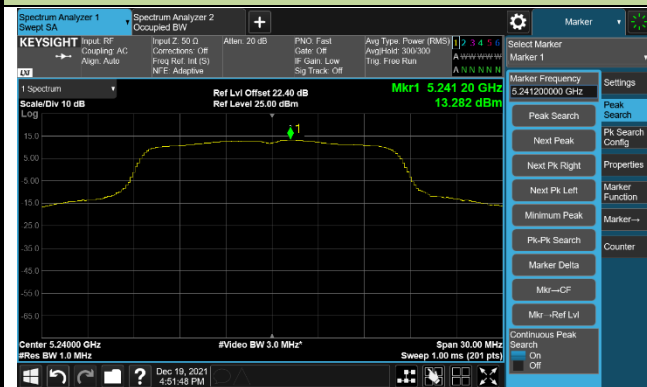 Spectrum Analyzer 1
Swept SA
Spectrum Analyzer 2
Occupied BW
+
Marker
KEYSIGHT
Input: RF
Coupling: AC
Align: Auto
Input Z: 50 Ω
Corrections: Off
Freq Ref: Int (S)
NFE: Adaptive
Atten: 20 dB
PNO: Fast
Gate: Off
IF Gain: Low
Sig Track: Off
Avg Type: Power (RMS)
Avg|Hold: 300/300
Trig: Free Run
1 2 3 4 5 6
A W W W W W
A N N N N N
LXI
Select Marker
Marker 1
1 Spectrum
Scale/Div 10 dB
Log
Ref Lvl Offset 22.40 dB
Ref Level 25.00 dBm
Mkr1 5.241 20 GHz
13.282 dBm
1
15.0
5.00
-5.00
-15.0
-25.0
-35.0
-45.0
-55.0
-65.0
Center 5.24000 GHz
#Res BW 1.0 MHz
#Video BW 3.0 MHz*
Span 30.00 MHz
Sweep 1.00 ms (201 pts)
Marker Frequency
5.241200000 GHz
Peak Search
Next Peak
Next Pk Right
Next Pk Left
Minimum Peak
Pk-Pk Search
Marker Delta
Mkr→CF
Mkr→Ref Lvl
Continuous Peak
Search
On
Off
Settings
Peak
Search
Pk Search
Config
Properties
Marker
Function
Marker→
Counter
?
Dec 19, 2021
4:51:48 PM